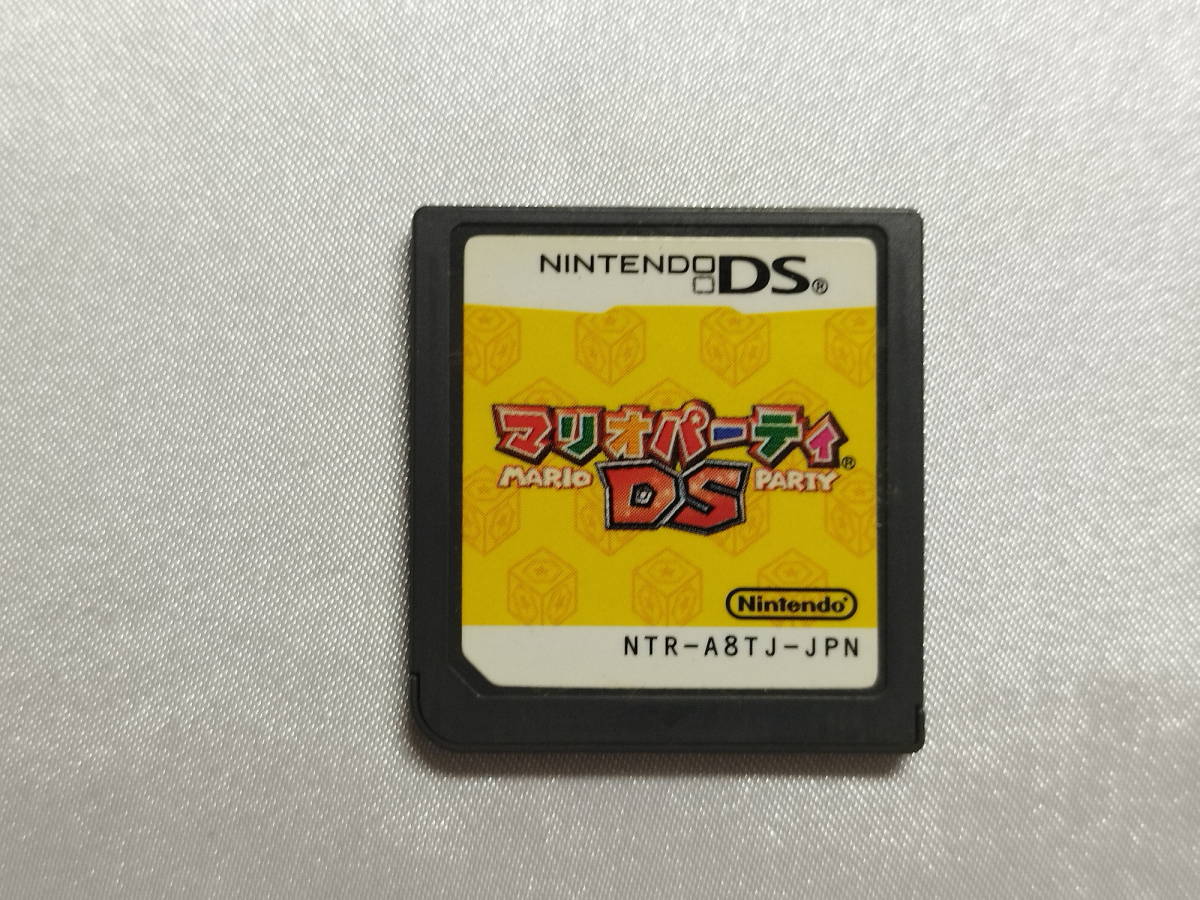 NINTENDO DS®
マリオパーティ®
MARIO DS PARTY
Nintendo®
NTR-A8TJ-JPN